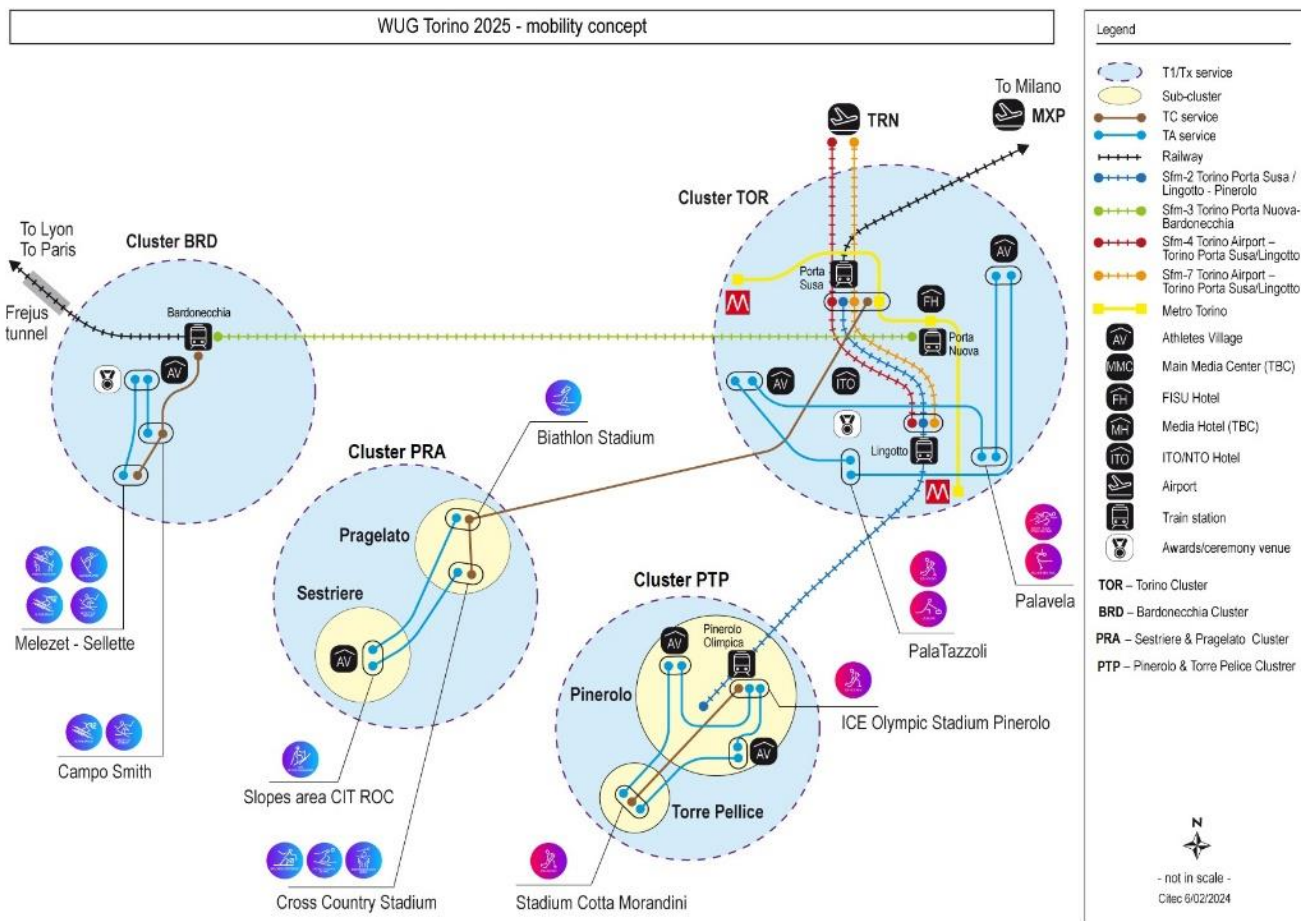 WUG Torino 2025 - mobility concept
To Milano
MXP
TRN
Cluster TOR
AV
Porta
Susa
FH
Porta
Nuova
AV
ITO
Lingotto
To Lyon
To Paris
Cluster BRD
Frejus
tunnel
Bardonecchia
AV
Biathlon Stadium
Cluster PRA
Pragelato
Sestriere
AV
Cluster PTP
Pinerolo
Olimpica
AV
Pinerolo
AV
Torre Pellice
Melezet - Sellette
Campo Smith
Slopes area CIT ROC
Cross Country Stadium
Stadium Cotta Morandini
ICE Olympic Stadium Pinerolo
PalaTazzoli
Palavela
Legend
T1/Tx service
Sub-cluster
TC service
TA service
Railway
Sfm-2 Torino Porta Susa /
Lingotto - Pinerolo
Sfm-3 Torino Porta Nuova-
Bardonecchia
Sfm-4 Torino Airport –
Torino Porta Susa/Lingotto
Sfm-7 Torino Airport –
Torino Porta Susa/Lingotto
Metro Torino
AV Athletes Village
MMC Main Media Center (TBC)
FH FISU Hotel
MH Media Hotel (TBC)
ITO ITO/NTO Hotel
Airport
Train station
Awards/ceremony venue
TOR – Torino Cluster
BRD – Bardonecchia Cluster
PRA – Sestriere & Pragelato Cluster
PTP – Pinerolo & Torre Pelice Clustrer
N
- not in scale -
Citec 6/02/2024